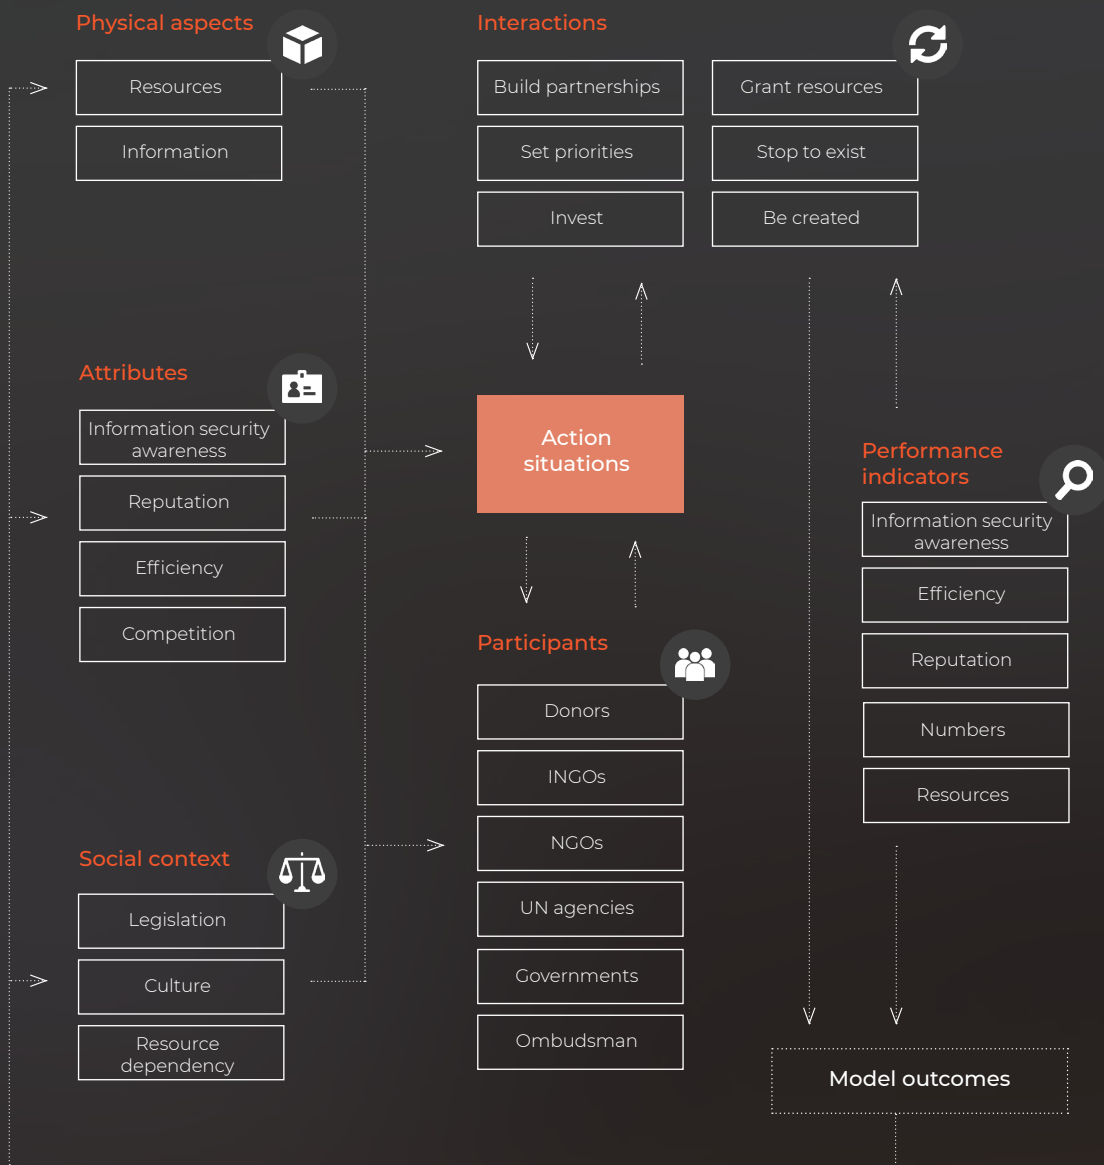 Physical aspects
Resources
Information
Attributes
Information security
awareness
Reputation
Efficiency
Competition
Social context
Legislation
Culture
Resource
dependency
Interactions
Build partnerships
Set priorities
Invest
Grant resources
Stop to exist
Be created
Action
situations
Participants
Donors
INGOs
NGOs
UN agencies
Governments
Ombudsman
Performance
indicators
Information security
awareness
Efficiency
Reputation
Numbers
Resources
Model outcomes